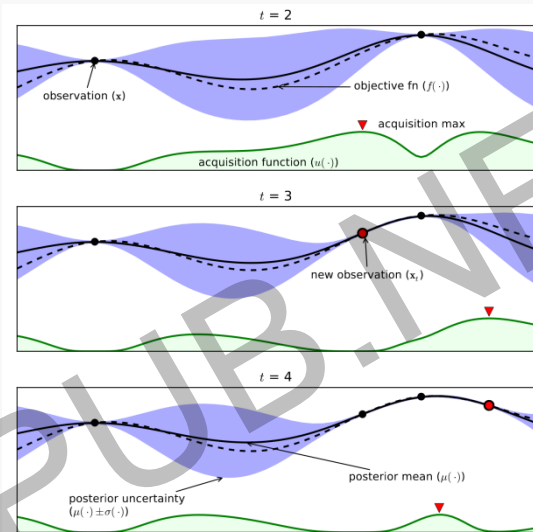 t = 2
observation (x)
objective fn (f(·))
acquisition max
acquisition function (u(·))
t = 3
new observation (xₜ)
t = 4
posterior mean (μ(·))
posterior uncertainty
(μ(·) ±σ(·))
PUB.NE